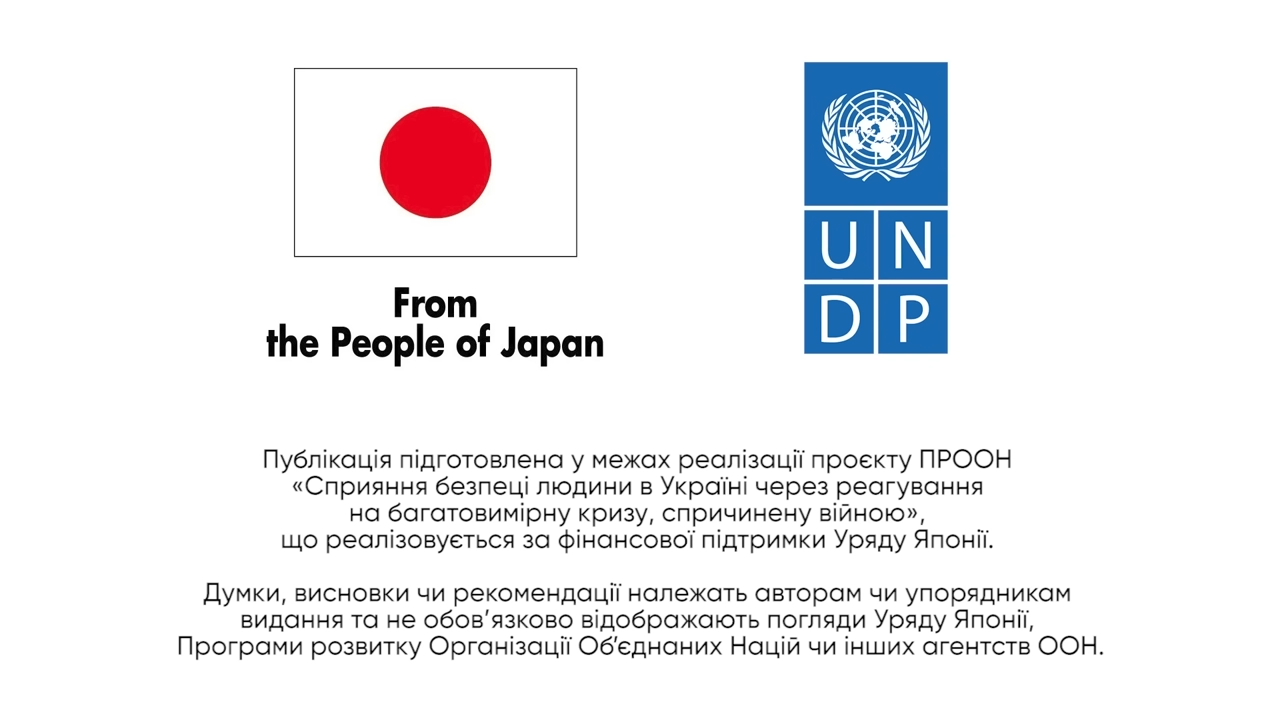 From
the People of Japan
U N
D P
Публікація підготовлена у межах реалізації проєкту ПРООН
«Сприяння безпеці людини в Україні через реагування
на багатовимірну кризу, спричинену війною»,
що реалізовується за фінансової підтримки Уряду Японії.
Думки, висновки чи рекомендації належать авторам чи упорядникам
видання та не обов’язково відображають погляди Уряду Японії,
Програми розвитку Організації Об’єднаних Націй чи інших агентств ООН.